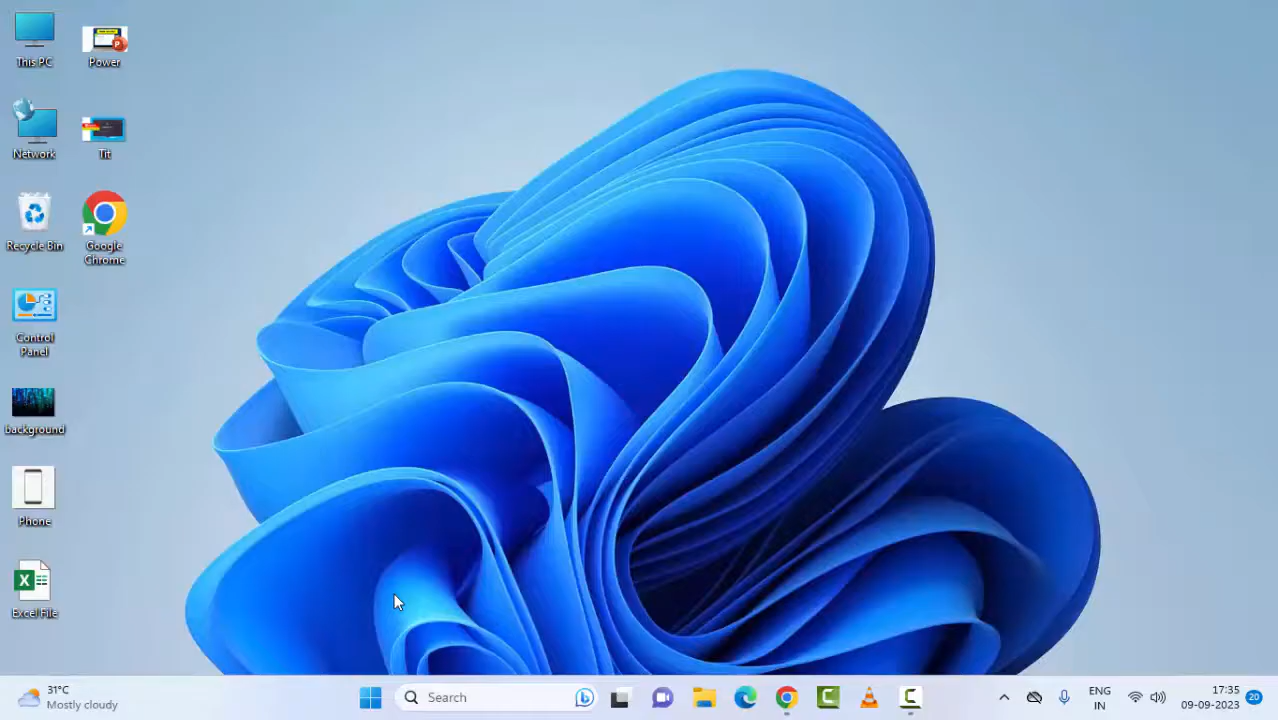 This PC
Power
Network
Tit
Recycle Bin
Google
Chrome
Control
Panel
background
Phone
Excel File
31°C
Mostly cloudy
Search
ENG
IN
17:35
09-09-2023
20